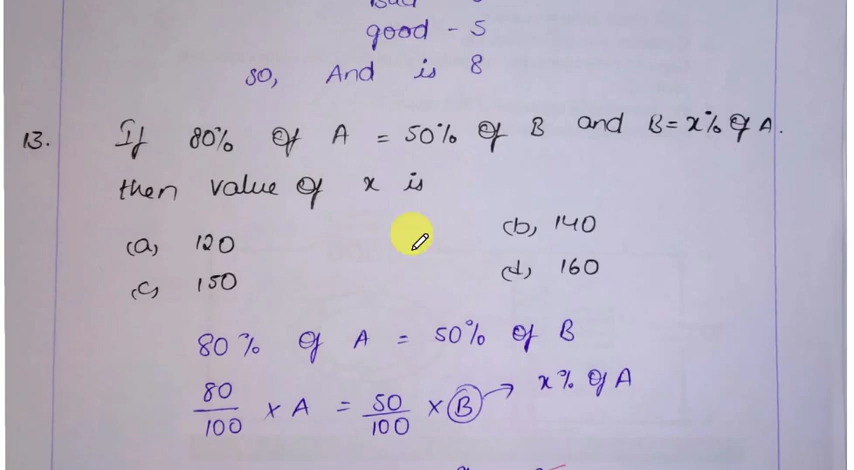 good - 5
so, And is 8
13. If 80% of A = 50% of B and B = x% of A.
then value of x is
(a) 120 (b) 140
(c) 150 (d) 160
80% of A = 50% of B
80/100 × A = 50/100 × B → x% of A